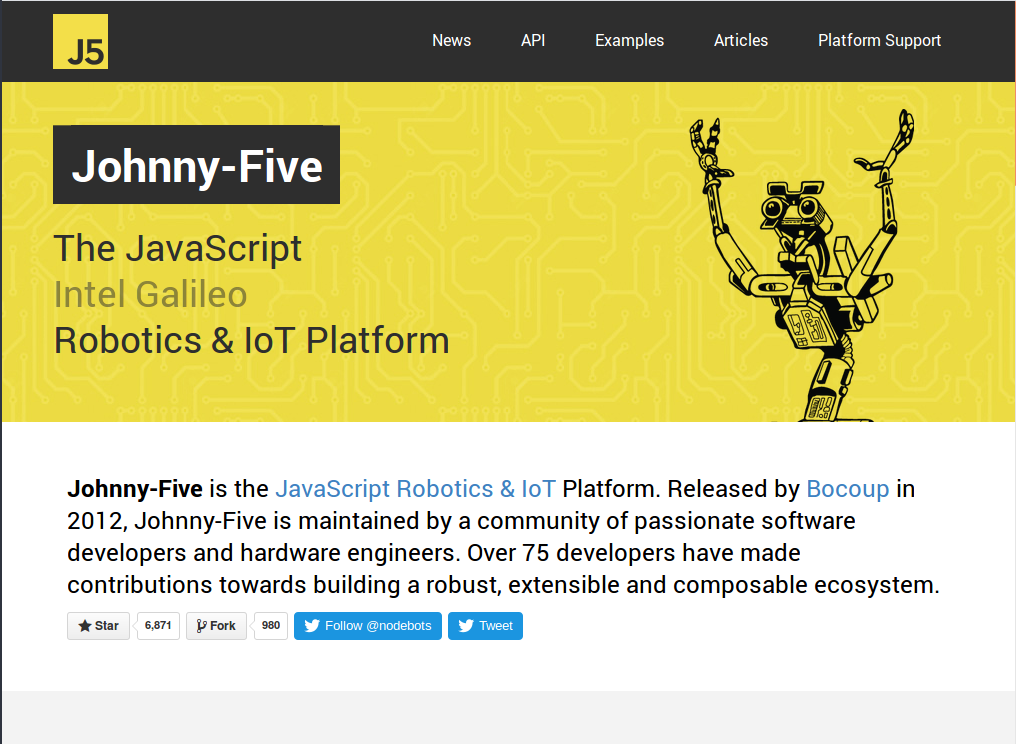 J5
News API Examples Articles Platform Support
Johnny-Five
The JavaScript
Intel Galileo
Robotics & IoT Platform
Johnny-Five is the JavaScript Robotics & IoT Platform. Released by Bocoup in
2012, Johnny-Five is maintained by a community of passionate software
developers and hardware engineers. Over 75 developers have made
contributions towards building a robust, extensible and composable ecosystem.
Star 6,871 Fork 980 Follow @nodebots Tweet